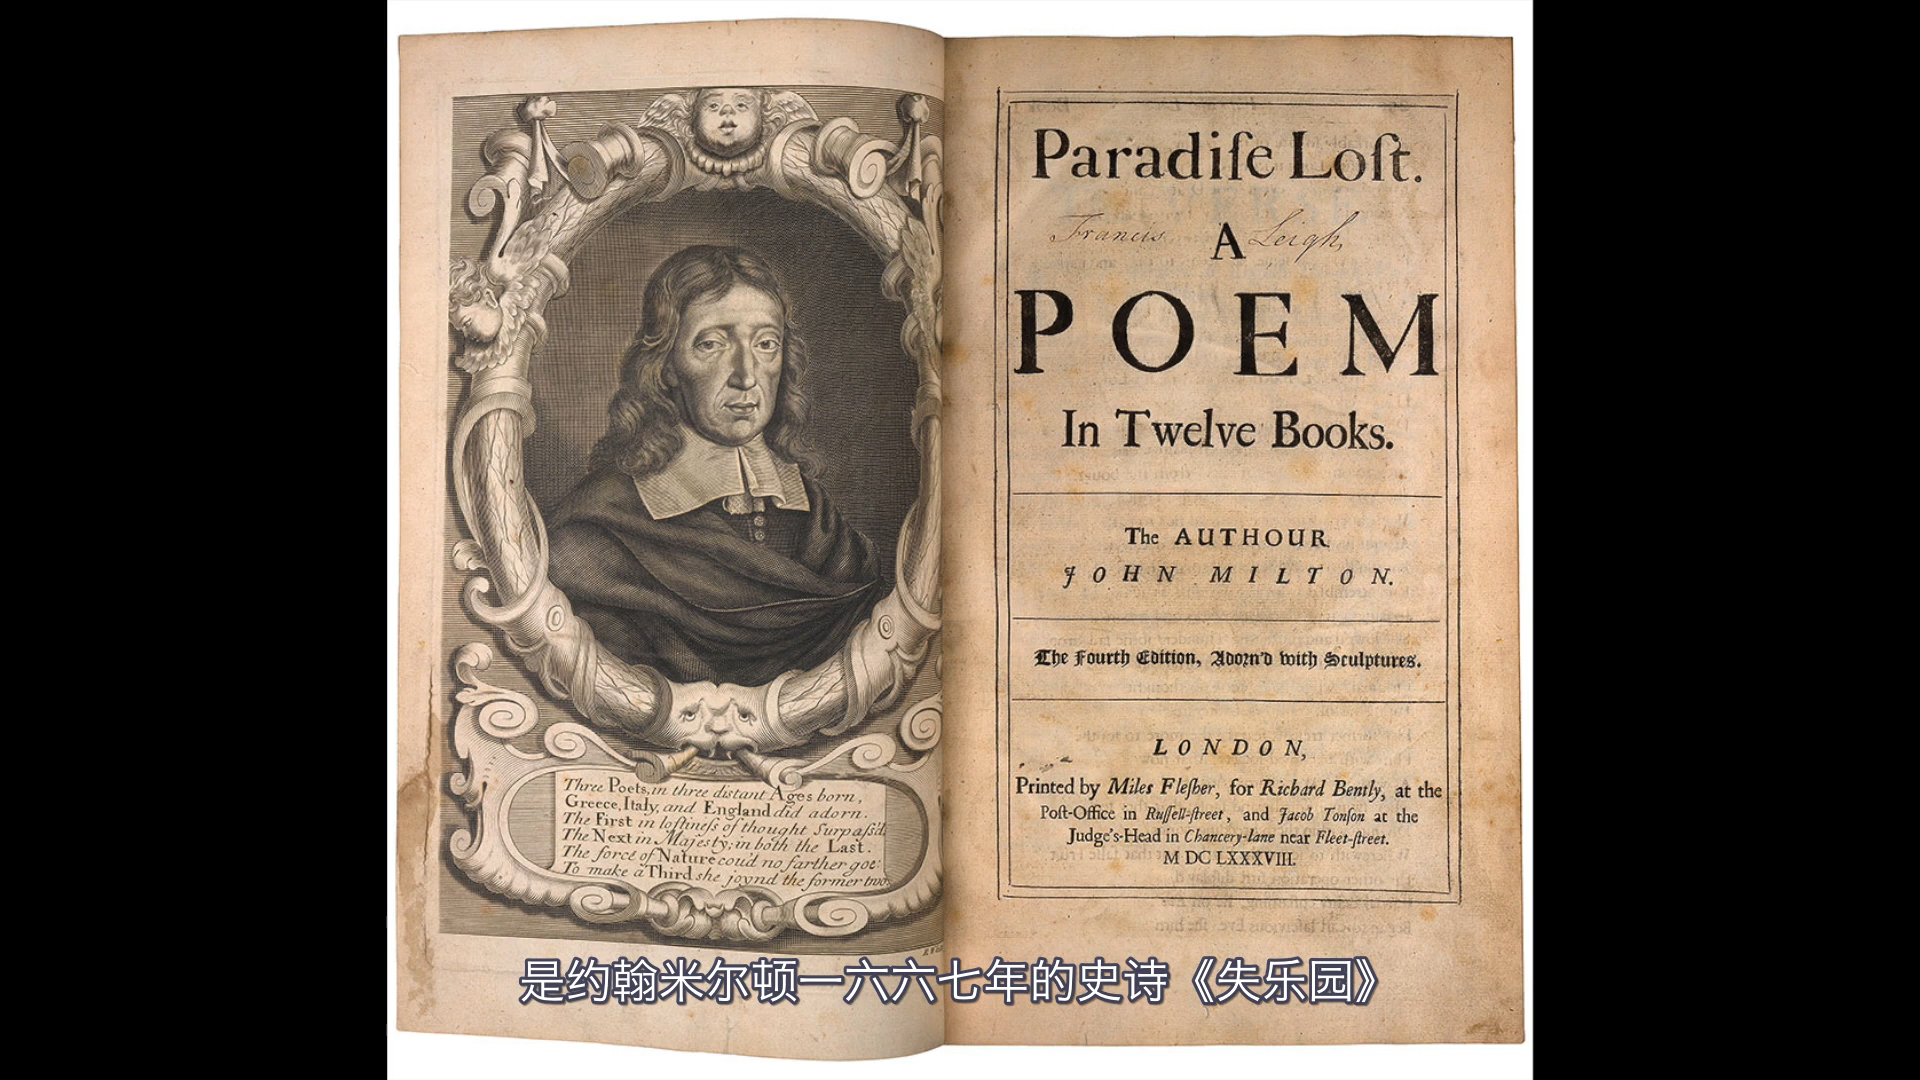 Three Poets, in three distant Ages born,
Greece, Italy, and England did adorn.
The First in loftiness of thought Surpass'd,
The Next in Majesty; in both the Last.
The force of Nature cou'd no farther goe:
To make a Third she joynd the former two.
Paradiſe Loſt.
Francis Leigh
A
POEM
In Twelve Books.
The AUTHOUR
JOHN MILTON.
The Fourth Edition, Adorn'd with Sculptures.
LONDON,
Printed by Miles Fleſher, for Richard Bently, at the
Poſt-Office in Ruſſell-ſtreet, and Jacob Tonſon at the
Judge's-Head in Chancery-lane near Fleet-ſtreet.
M DC LXXXVIII.
是约翰米尔顿一六六七年的史诗《失乐园》